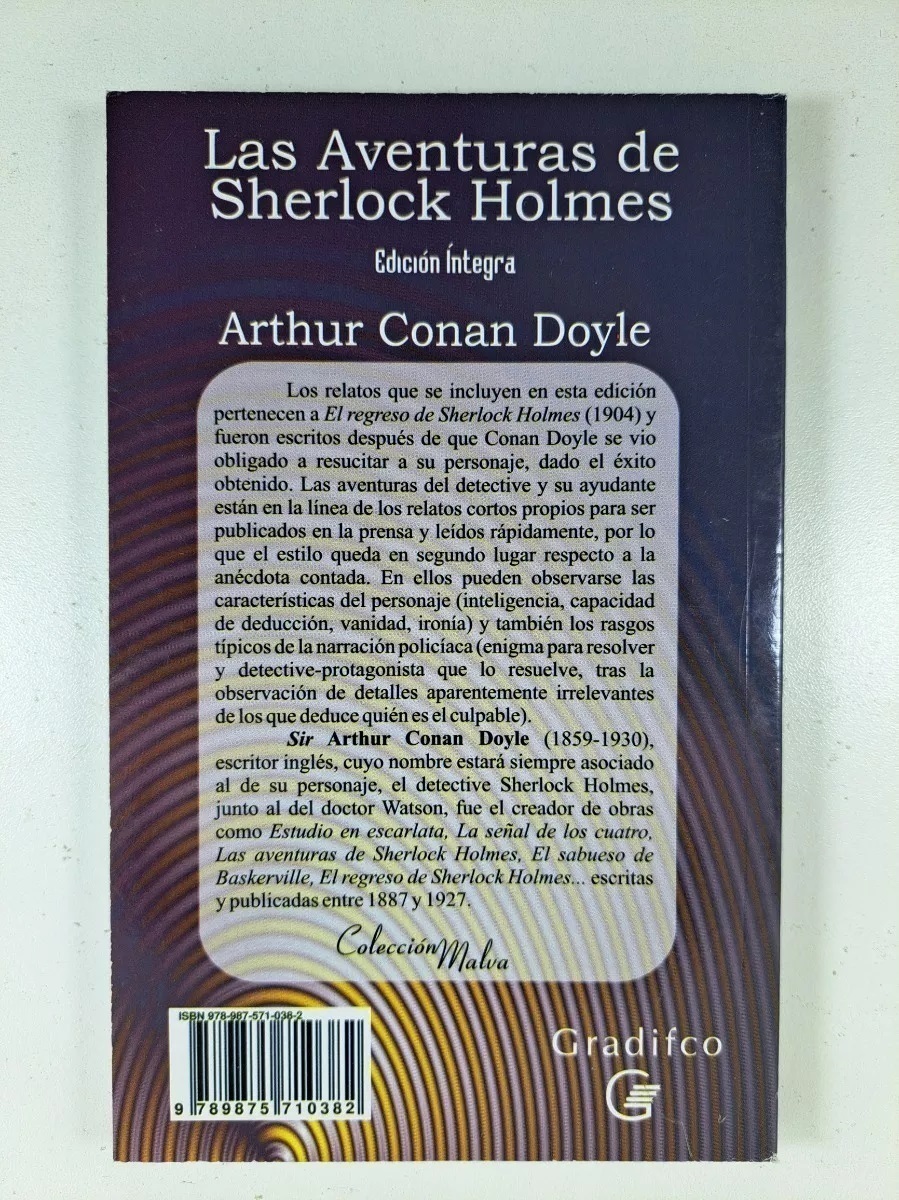 Las Aventuras de
Sherlock Holmes
Edición Íntegra
Arthur Conan Doyle
Los relatos que se incluyen en esta edición
pertenecen a El regreso de Sherlock Holmes (1904) y
fueron escritos después de que Conan Doyle se vio
obligado a resucitar a su personaje, dado el éxito
obtenido. Las aventuras del detective y su ayudante
están en la línea de los relatos cortos propios para ser
publicados en la prensa y leídos rápidamente, por lo
que el estilo queda en segundo lugar respecto a la
anécdota contada. En ellos pueden observarse las
características del personaje (inteligencia, capacidad
de deducción, vanidad, ironía) y también los rasgos
típicos de la narración policíaca (enigma para resolver
y detective-protagonista que lo resuelve, tras la
observación de detalles aparentemente irrelevantes
de los que deduce quién es el culpable).
Sir Arthur Conan Doyle (1859-1930),
escritor inglés, cuyo nombre estará siempre asociado
al de su personaje, el detective Sherlock Holmes,
junto al del doctor Watson, fue el creador de obras
como Estudio en escarlata, La señal de los cuatro,
Las aventuras de Sherlock Holmes, El sabueso de
Baskerville, El regreso de Sherlock Holmes... escritas
y publicadas entre 1887 y 1927.
Colección Malva
ISBN 978-987-571-038-2
9 789875 710382
Gradifco
G